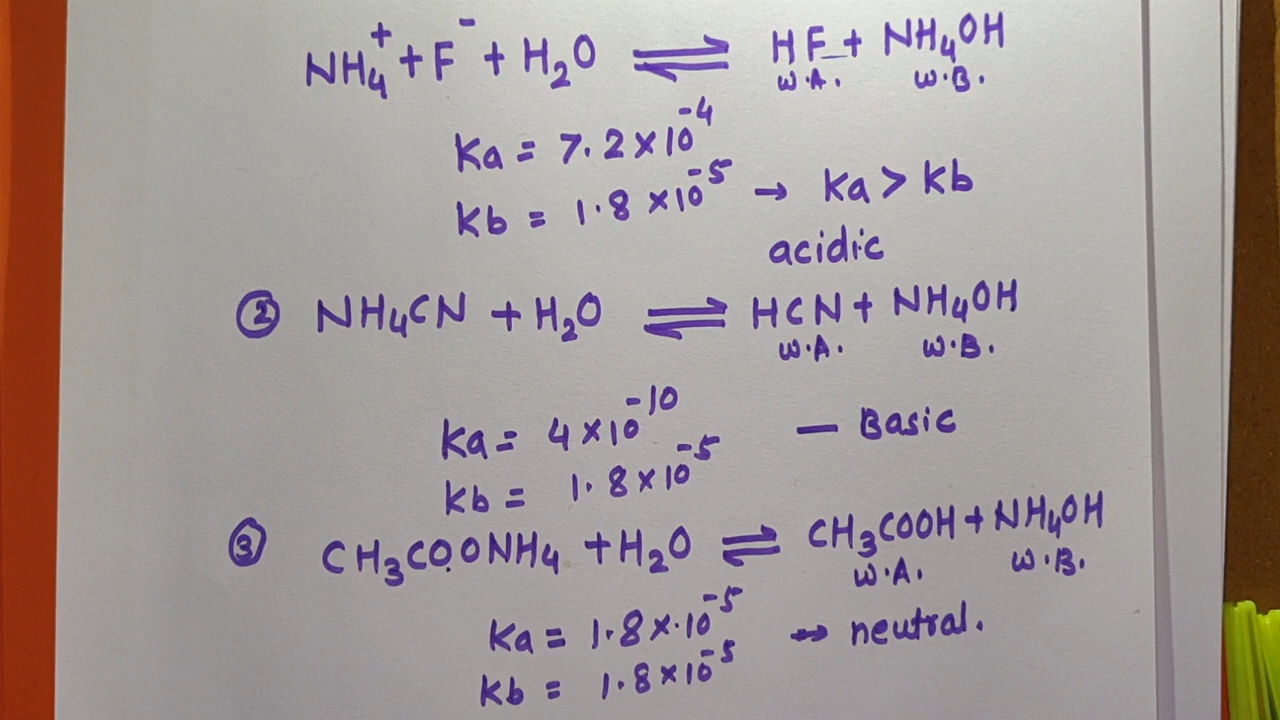 NH₄⁺ + F⁻ + H₂O ⇌ HF + NH₄OH
W.A. W.B.
Ka = 7.2 × 10⁻⁴
Kb = 1.8 × 10⁻⁵ → Ka > Kb
acidic
② NH₄CN + H₂O ⇌ HCN + NH₄OH
W.A. W.B.
Ka = 4 × 10⁻¹⁰
— Basic
Kb = 1.8 × 10⁻⁵
③ CH₃COONH₄ + H₂O ⇌ CH₃COOH + NH₄OH
W.A. W.B.
Ka = 1.8 × 10⁻⁵ → neutral.
Kb = 1.8 × 10⁻⁵